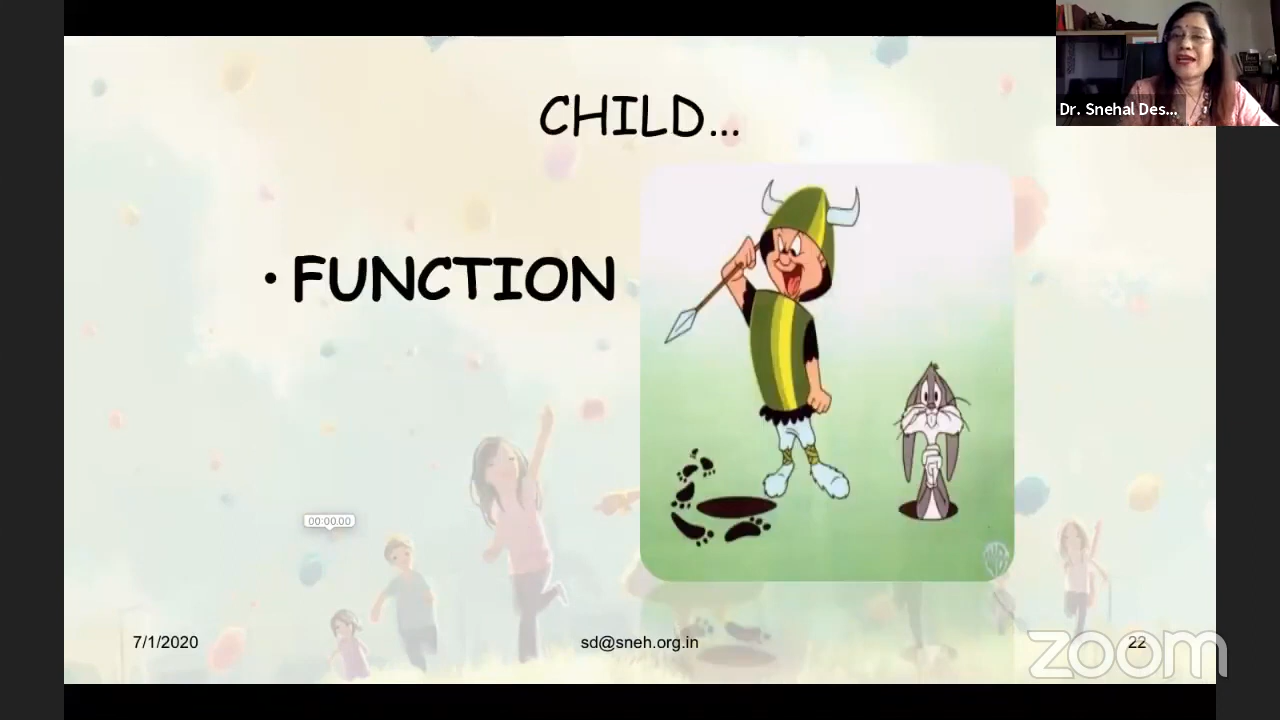 Dr. Snehal Des...
CHILD...
• FUNCTION
00:00.00
7/1/2020
sd@sneh.org.in
22
zoom